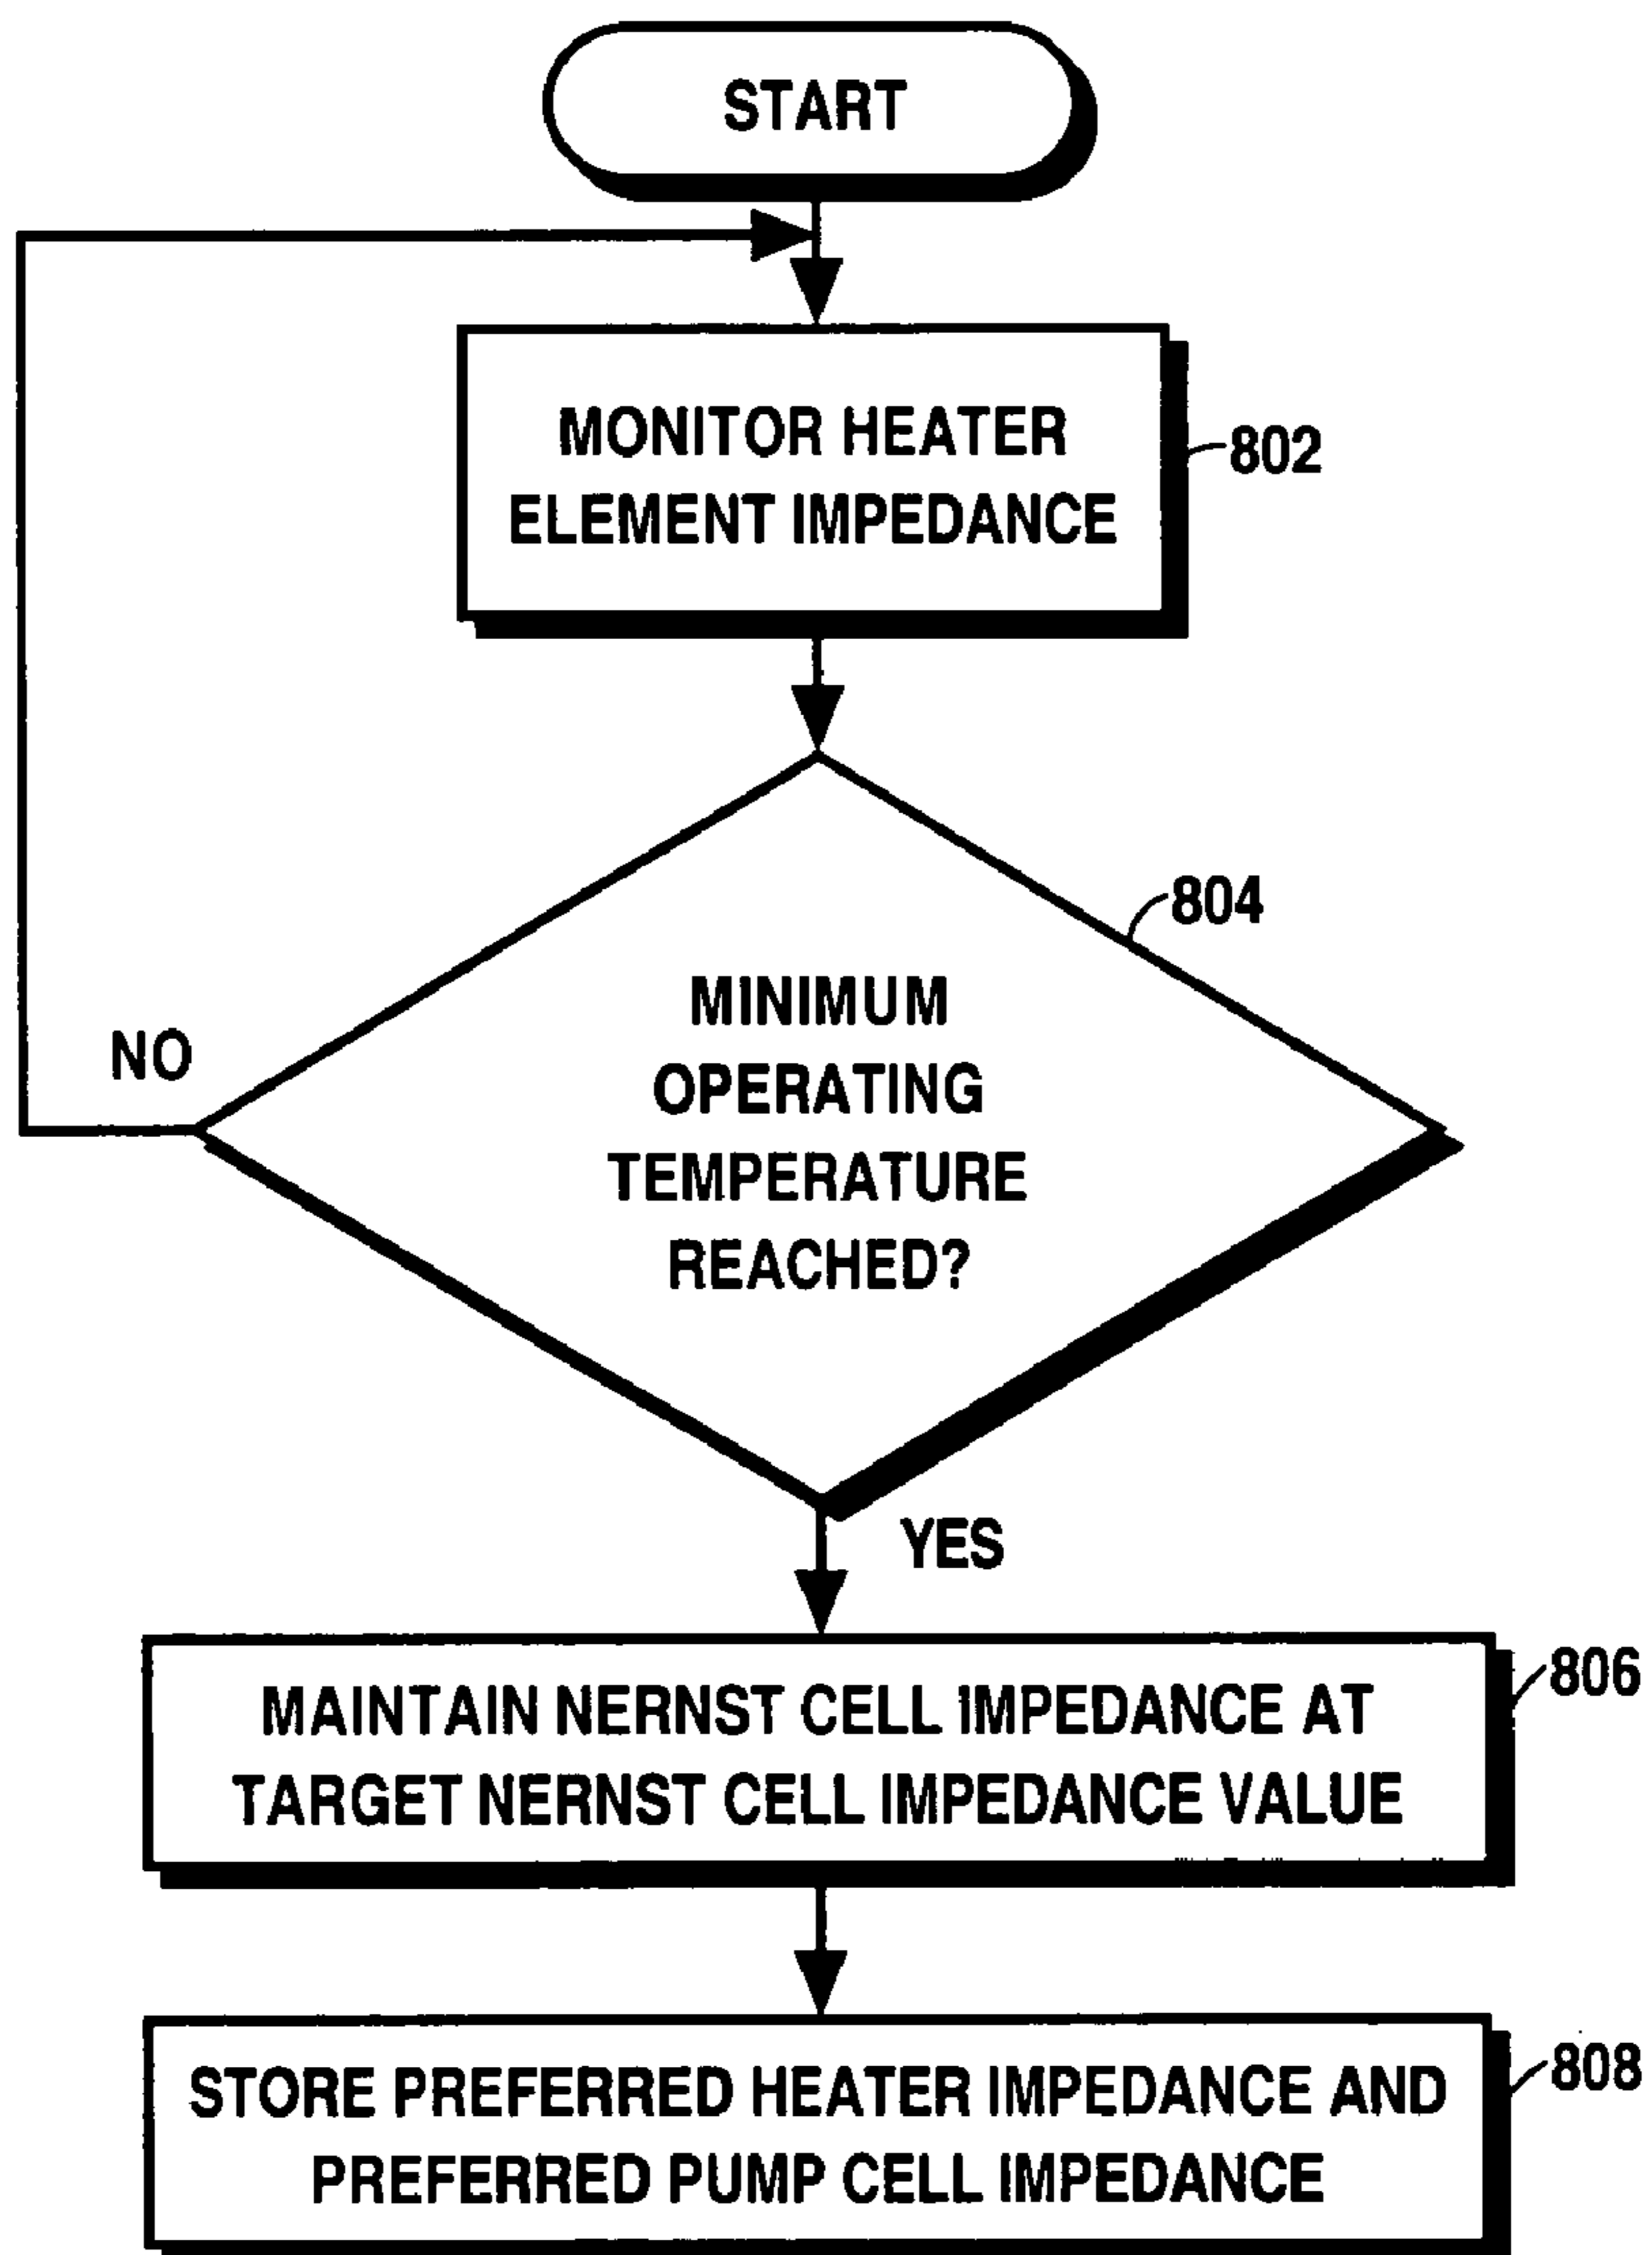 START
MONITOR HEATER
ELEMENT IMPEDANCE
802
804
MINIMUM
OPERATING
TEMPERATURE
REACHED?
NO
YES
MAINTAIN NERNST CELL IMPEDANCE AT
TARGET NERNST CELL IMPEDANCE VALUE
806
STORE PREFERRED HEATER IMPEDANCE AND
PREFERRED PUMP CELL IMPEDANCE
808